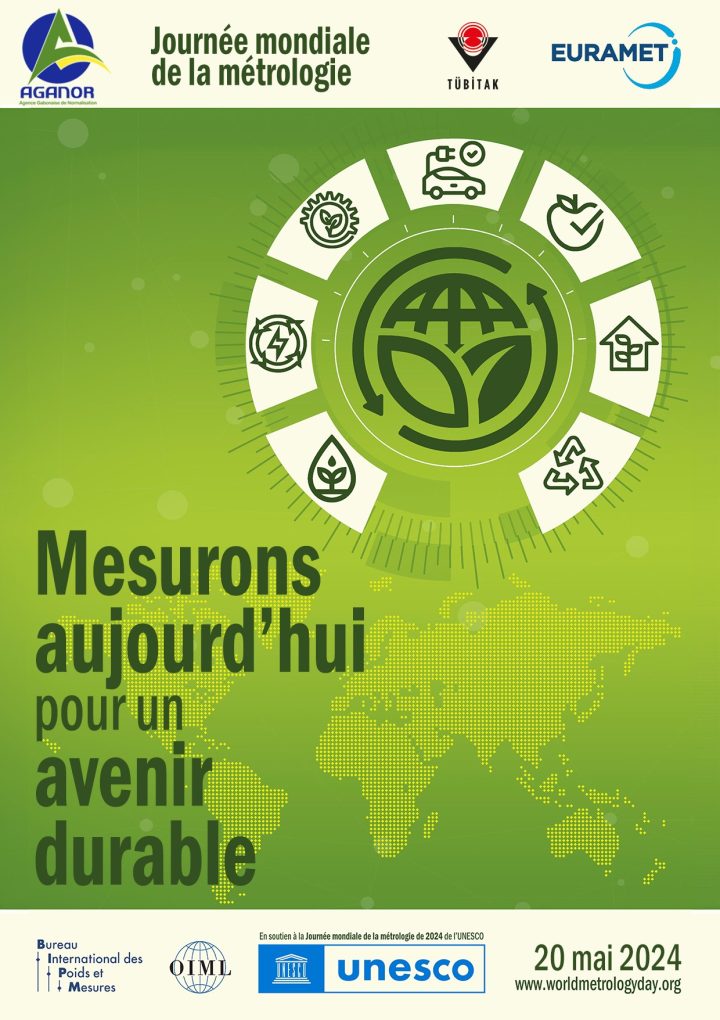 AGANOR
Agence Gabonaise de Normalisation
Journée mondiale
de la métrologie
TÜBİTAK
EURAMET
Mesurons
aujourd'hui
pour un
avenir
durable
Bureau
International des
Poids et
Mesures
OIML
En soutien à la Journée mondiale de la métrologie de 2024 de l'UNESCO
unesco
20 mai 2024
www.worldmetrologyday.org